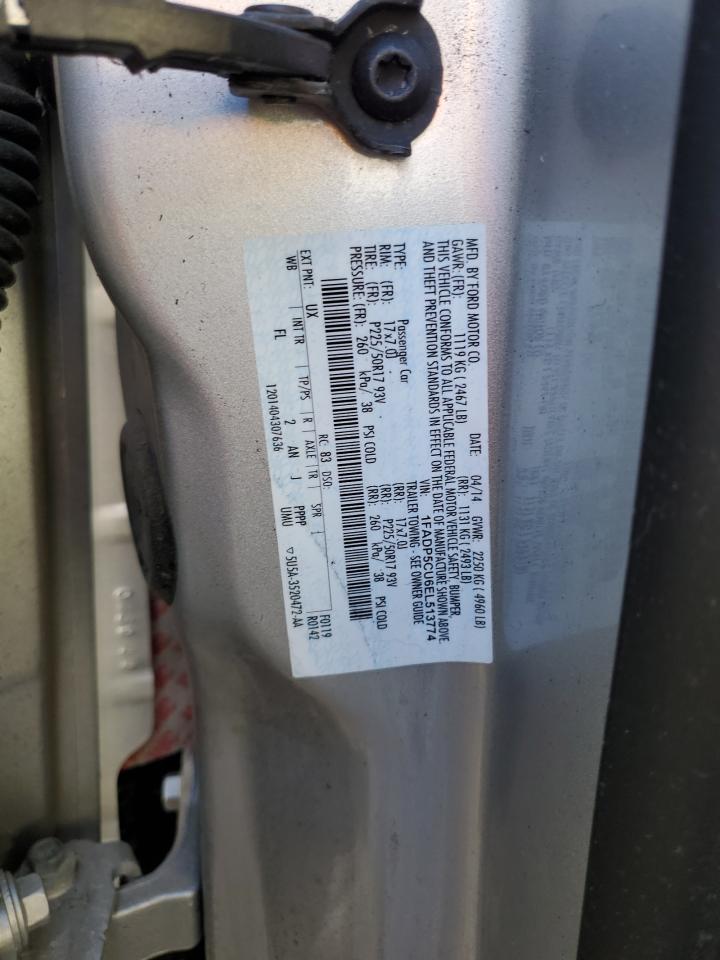 MFD. BY FORD MOTOR CO. DATE: 04/14 GVWR: 2250 KG ( 4960 LB)
GAWR: (FR): 1119 KG ( 2467 LB) (RR): 1131 KG ( 2493 LB)
THIS VEHICLE CONFORMS TO ALL APPLICABLE FEDERAL MOTOR VEHICLE SAFETY, BUMPER,
AND THEFT PREVENTION STANDARDS IN EFFECT ON THE DATE OF MANUFACTURE SHOWN ABOVE.
VIN: 1FADP5CU6EL513774
TYPE: Passenger Car TRAILER TOWING - SEE OWNER GUIDE
RIM: (FR): 17x7.0J (RR): 17x7.0J
TIRE: (FR): P225/50R17 93V (RR): P225/50R17 93V
PRESSURE: (FR): 260 kPa/ 38 PSI COLD (RR): 260 kPa/ 38 PSI COLD
EXT PNT: UX RC: 83 DSO: F0119
WB INT TR TP/PS R AXLE TR SPR R0142
FL 2 AN J PPPP
UMU
1201404307636 ▽5U5A-3520472-AA